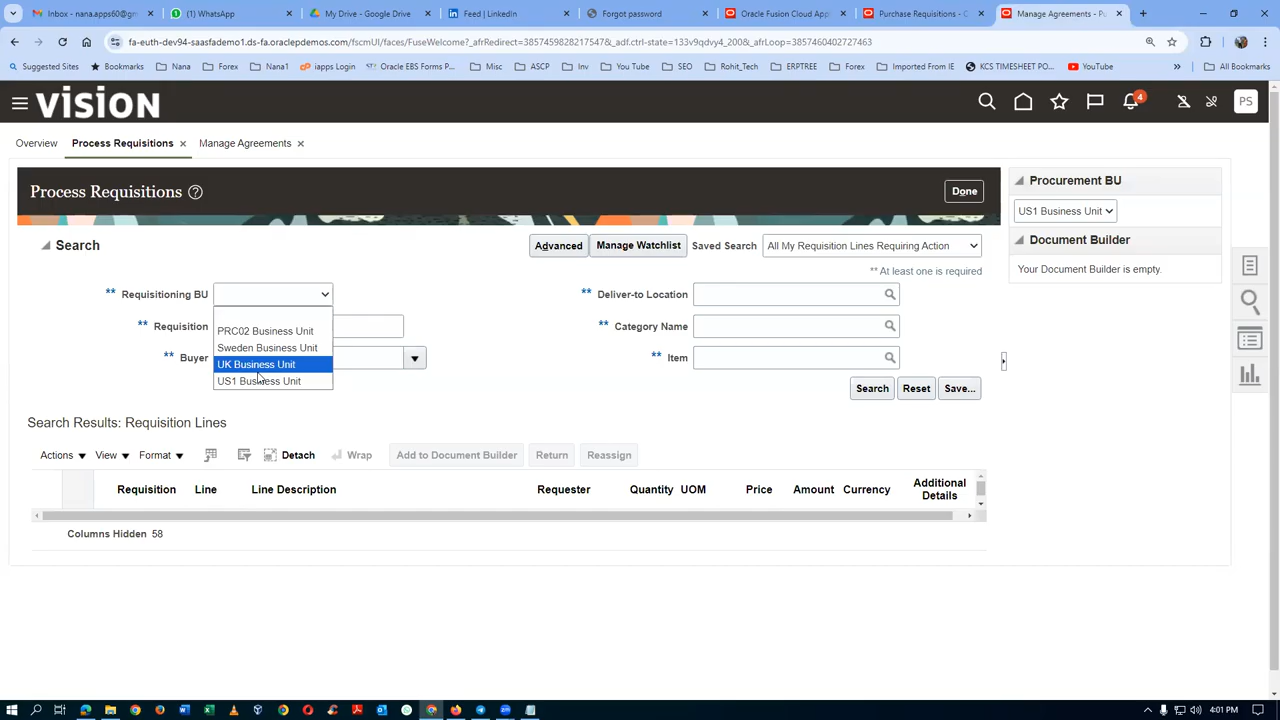 nana.apps60@gm
(1) WhatsApp
My Drive - Google Drive
Feed | LinkedIn
Forgot password
Oracle Fusion Cloud App
Purchase Requisitions - C
Manage Agreements - Pu
fa-euth-dev94-saasfademo1.ds-fa.oraclepdemos.com/fscmUI/faces/FuseWelcome?_afrRedirect=3857459828217547&_adf.ctrl-state=133v9qdvy4_200&_afrLoop=3857460402727463
Suggested Sites
Bookmarks
Nana
Forex
Nana1
iapps Login
Oracle EBS Forms P...
Misc
ASCP
Inv
You Tube
SEO
Rohit_Tech
ERPTREE
Forex
Imported From IE
KCS TIMESHEET PO...
YouTube
All Bookmarks
VISION
4
PS
Overview
Process Requisitions
Manage Agreements
Process Requisitions
Done
Procurement BU
US1 Business Unit
Document Builder
Your Document Builder is empty.
Search
Advanced
Manage Watchlist
Saved Search
All My Requisition Lines Requiring Action
** At least one is required
** Requisitioning BU
** Requisition
** Buyer
PRC02 Business Unit
Sweden Business Unit
UK Business Unit
US1 Business Unit
** Deliver-to Location
** Category Name
** Item
Search
Reset
Save...
Search Results: Requisition Lines
Actions
View
Format
Detach
Wrap
Add to Document Builder
Return
Reassign
Requisition
Line
Line Description
Requester
Quantity
UOM
Price
Amount
Currency
Additional
Details
Columns Hidden 58
4:01 PM